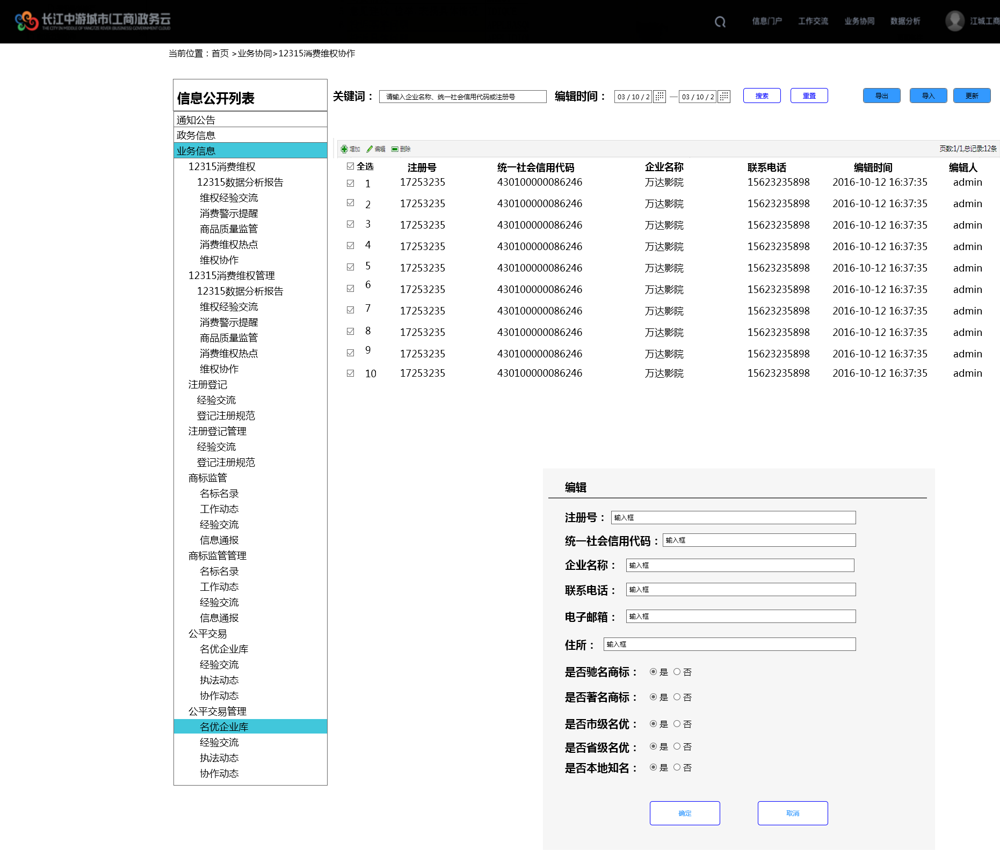 长江中游城市(工商)政务云
THE CITY IN MIDDLE OF YANGTZE RIVER (BUSINESS) GOVERNMENT CLOUD
信息门户 工作交流 业务协同 数据分析 江城工商
当前位置：首页 >业务协同>12315消费维权协作
信息公开列表
通知公告
政务信息
业务信息
12315消费维权
12315数据分析报告
维权经验交流
消费警示提醒
商品质量监管
消费维权热点
维权协作
12315消费维权管理
12315数据分析报告
维权经验交流
消费警示提醒
商品质量监管
消费维权热点
维权协作
注册登记
经验交流
登记注册规范
注册登记管理
经验交流
登记注册规范
商标监管
名标名录
工作动态
经验交流
信息通报
商标监管管理
名标名录
工作动态
经验交流
信息通报
公平交易
名优企业库
经验交流
执法动态
协作动态
公平交易管理
名优企业库
经验交流
执法动态
协作动态
关键词： 请输入企业名称、统一社会信用代码或注册号 编辑时间： 03 / 10 / 2 — 03 / 10 / 2 搜索 重置 导出 导入 更新
增加 编辑 删除 页数:1/1,总记录:12条
全选 注册号 统一社会信用代码 企业名称 联系电话 编辑时间 编辑人
1 17253235 430100000086246 万达影院 15623235898 2016-10-12 16:37:35 admin
2 17253235 430100000086246 万达影院 15623235898 2016-10-12 16:37:35 admin
3 17253235 430100000086246 万达影院 15623235898 2016-10-12 16:37:35 admin
4 17253235 430100000086246 万达影院 15623235898 2016-10-12 16:37:35 admin
5 17253235 430100000086246 万达影院 15623235898 2016-10-12 16:37:35 admin
6 17253235 430100000086246 万达影院 15623235898 2016-10-12 16:37:35 admin
7 17253235 430100000086246 万达影院 15623235898 2016-10-12 16:37:35 admin
8 17253235 430100000086246 万达影院 15623235898 2016-10-12 16:37:35 admin
9 17253235 430100000086246 万达影院 15623235898 2016-10-12 16:37:35 admin
10 17253235 430100000086246 万达影院 15623235898 2016-10-12 16:37:35 admin
编辑
注册号： 输入框
统一社会信用代码： 输入框
企业名称： 输入框
联系电话： 输入框
电子邮箱： 输入框
住所： 输入框
是否驰名商标： 是 否
是否著名商标： 是 否
是否市级名优： 是 否
是否省级名优： 是 否
是否本地知名： 是 否
确定 取消